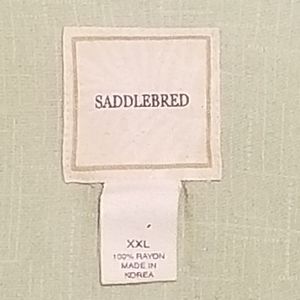 SADDLEBRED
XXL
100% RAYON
MADE IN
KOREA